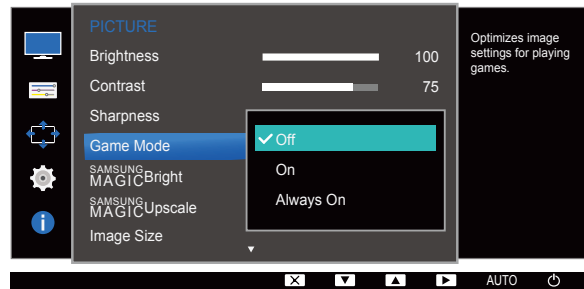 PICTURE
Brightness 100
Contrast 75
Sharpness
Game Mode
SAMSUNG
MAGICBright
SAMSUNG
MAGICUpscale
Image Size
Off
On
Always On
Optimizes image
settings for playing
games.
AUTO